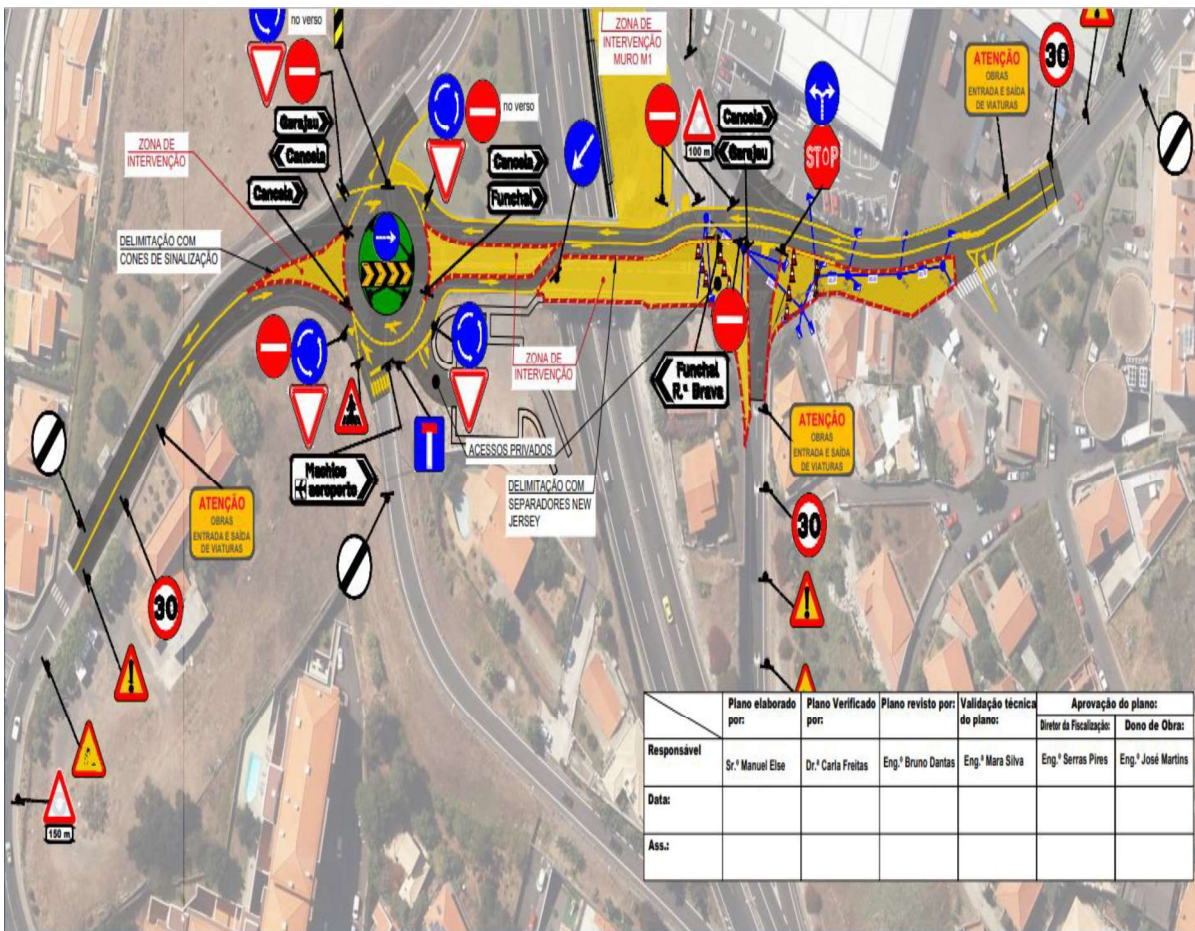 no verso
ZONA DE
INTERVENÇÃO
MURO M1
ATENÇÃO
OBRAS
ENTRADA E SAÍDA
DE VIATURAS
30
no verso
Garajau
Cancela
Cancela
ZONA DE
INTERVENÇÃO
Cancela
Funchal
100 m
Cancela
Garajau
STOP
DELIMITAÇÃO COM
CONES DE SINALIZAÇÃO
ZONA DE
INTERVENÇÃO
Funchal
R.ª Brava
ACESSOS PRIVADOS
Machico
aeroporto
DELIMITAÇÃO COM
SEPARADORES NEW
JERSEY
ATENÇÃO
OBRAS
ENTRADA E SAÍDA
DE VIATURAS
ATENÇÃO
OBRAS
ENTRADA E SAÍDA
DE VIATURAS
30
30
150 m
Plano elaborado por:
Plano Verificado por:
Plano revisto por:
Validação técnica do plano:
Aprovação do plano:
Diretor da Fiscalização:
Dono de Obra:
Responsável
Sr.º Manuel Else
Dr.ª Carla Freitas
Eng.º Bruno Dantas
Eng.ª Mara Silva
Eng.º Serras Pires
Eng.º José Martins
Data:
Ass.: